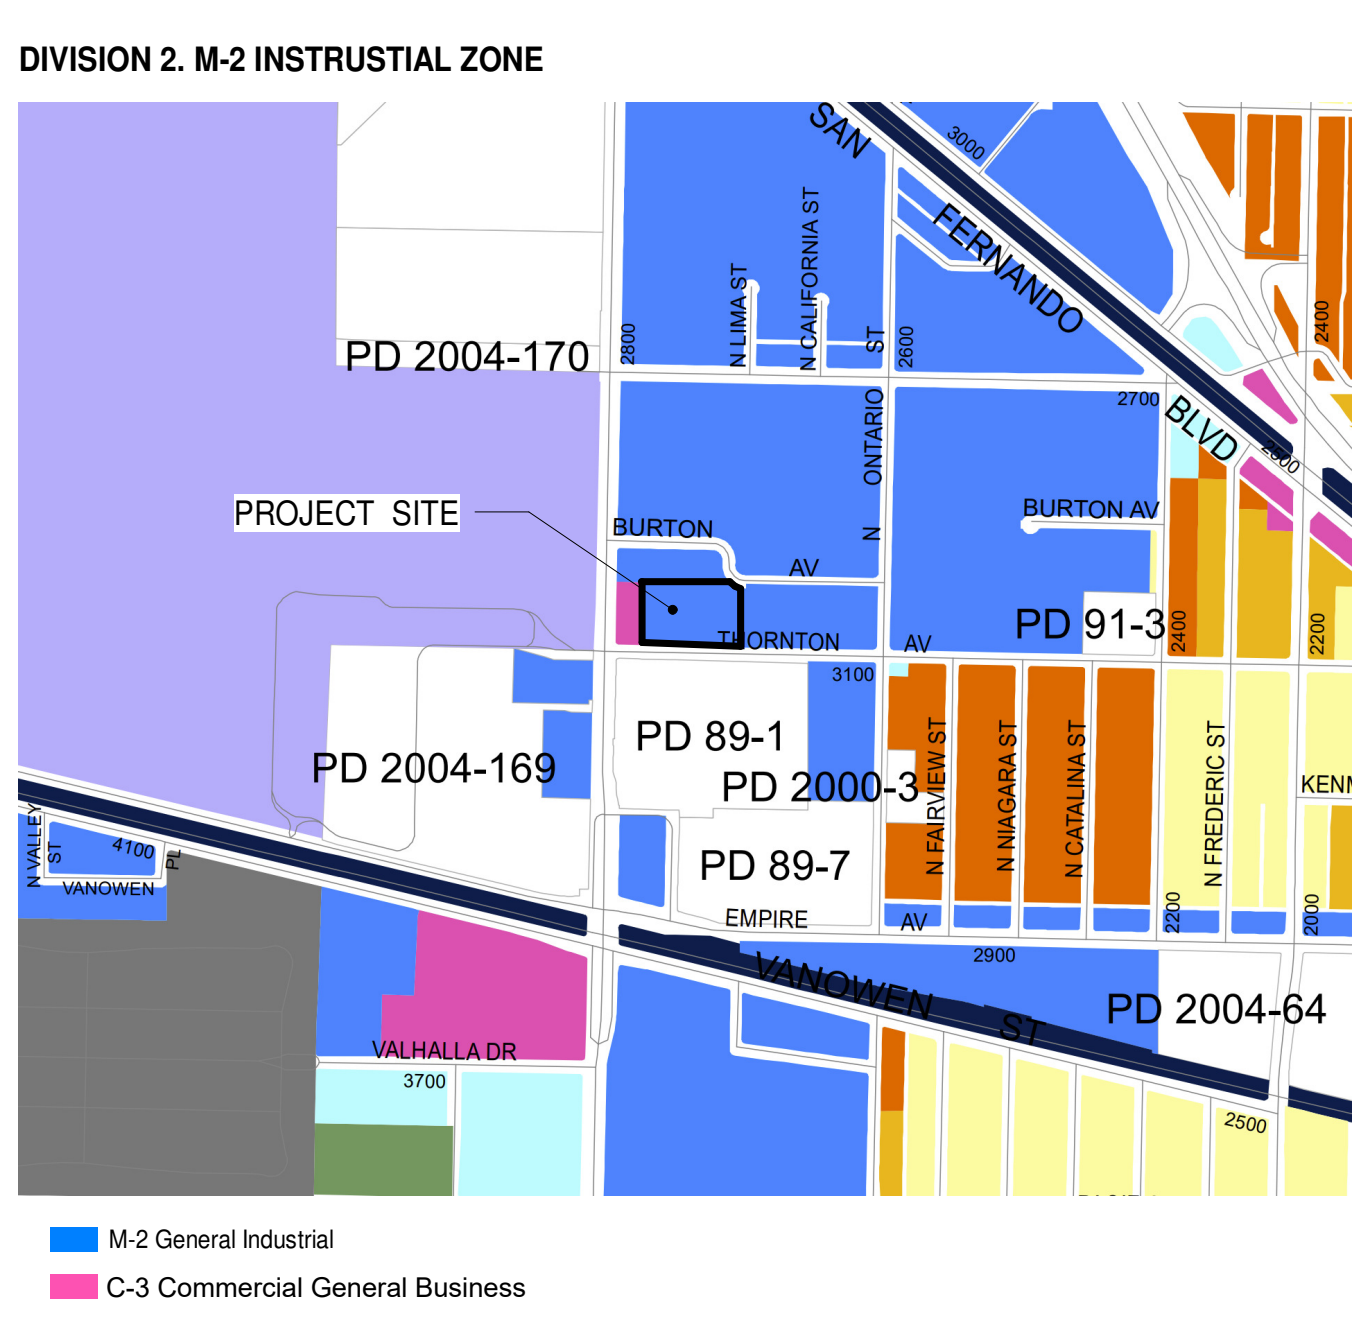 DIVISION 2. M-2 INSTRUSTIAL ZONE
SAN
FERNANDO
BLVD
3000
N LIMA ST
N CALIFORNIA ST
2800
2600
2400
PD 2004-170
N ONTARIO ST
2700
2500
PROJECT SITE
BURTON
AV
BURTON AV
THORNTON
AV
PD 91-3
2400
2200
3100
PD 89-1
PD 2004-169
PD 2000-3
N FAIRVIEW ST
N NIAGARA ST
N CATALINA ST
N FREDERIC ST
N VALLEY
ST
4100
PL
VANOWEN
PD 89-7
EMPIRE
AV
2200
2000
2900
VANOWEN
ST
PD 2004-64
VALHALLA DR
3700
2500
M-2 General Industrial
C-3 Commercial General Business